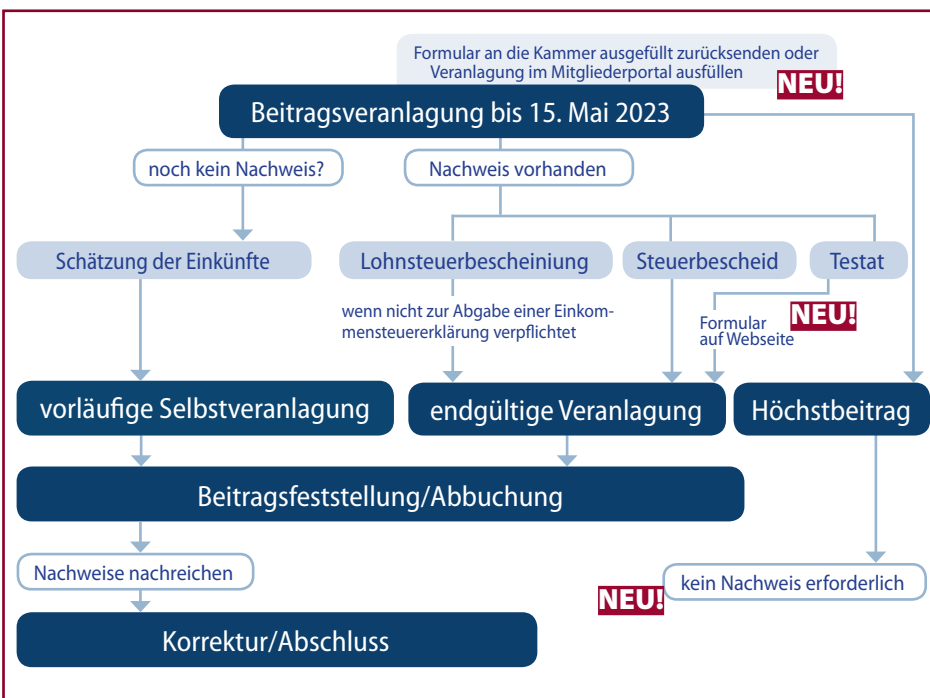 Formular an die Kammer ausgefüllt zurücksenden oder
Veranlagung im Mitgliederportal ausfüllen
NEU!
Beitragsveranlagung bis 15. Mai 2023
noch kein Nachweis?
Nachweis vorhanden
Schätzung der Einkünfte
Lohnsteuerbescheiniung
Steuerbescheid
Testat
wenn nicht zur Abgabe einer Einkom-
mensteuererklärung verpflichtet
NEU!
Formular
auf Webseite
vorläufige Selbstveranlagung
endgültige Veranlagung
Höchstbeitrag
Beitragsfeststellung/Abbuchung
Nachweise nachreichen
kein Nachweis erforderlich
NEU!
Korrektur/Abschluss